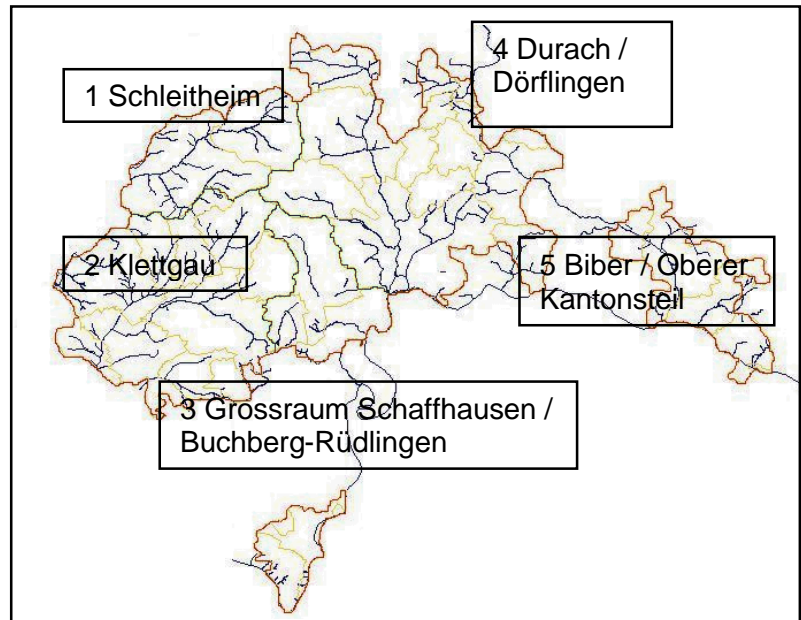 1 Schleitheim
2 Klettgau
3 Grossraum Schaffhausen /
Buchberg-Rüdlingen
4 Durach /
Dörflingen
5 Biber / Oberer
Kantonsteil